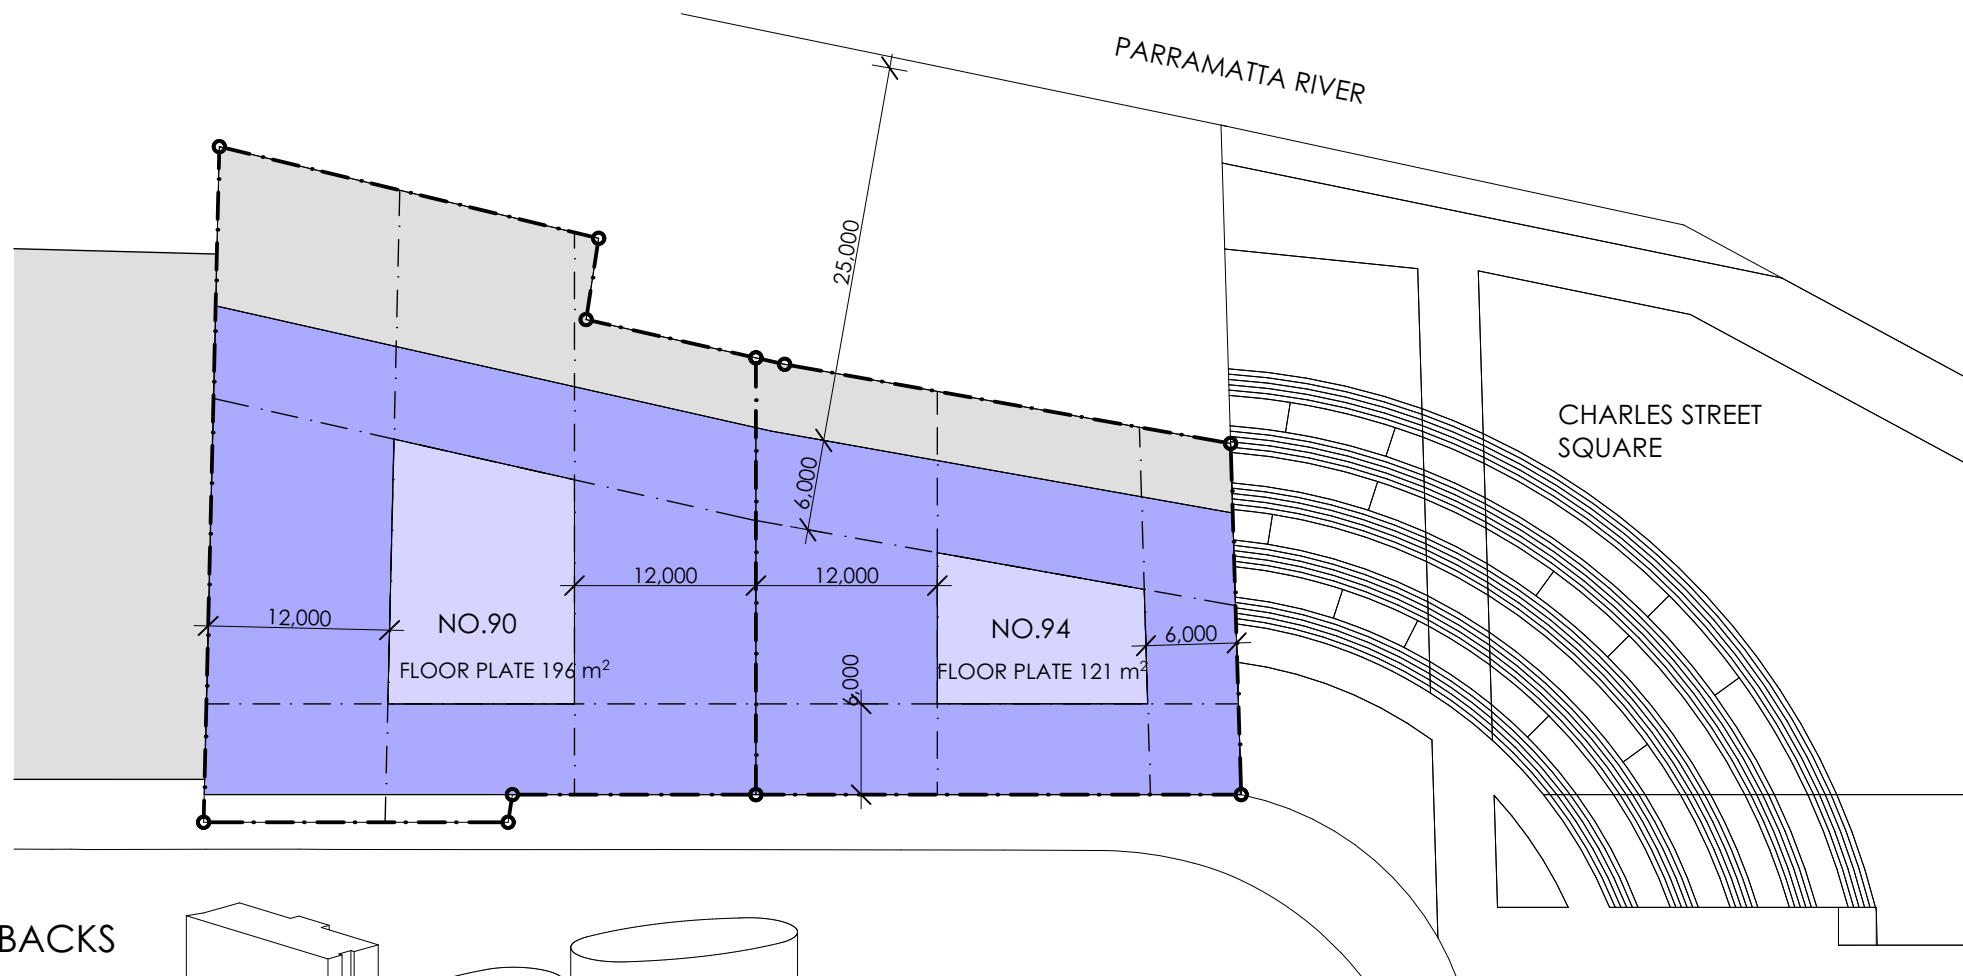 PARRAMATTA RIVER
25,000
CHARLES STREET
SQUARE
6,000
12,000
12,000
12,000
NO.90
NO.94
6,000
FLOOR PLATE 196 m²
6,000
FLOOR PLATE 121 m²
BACKS